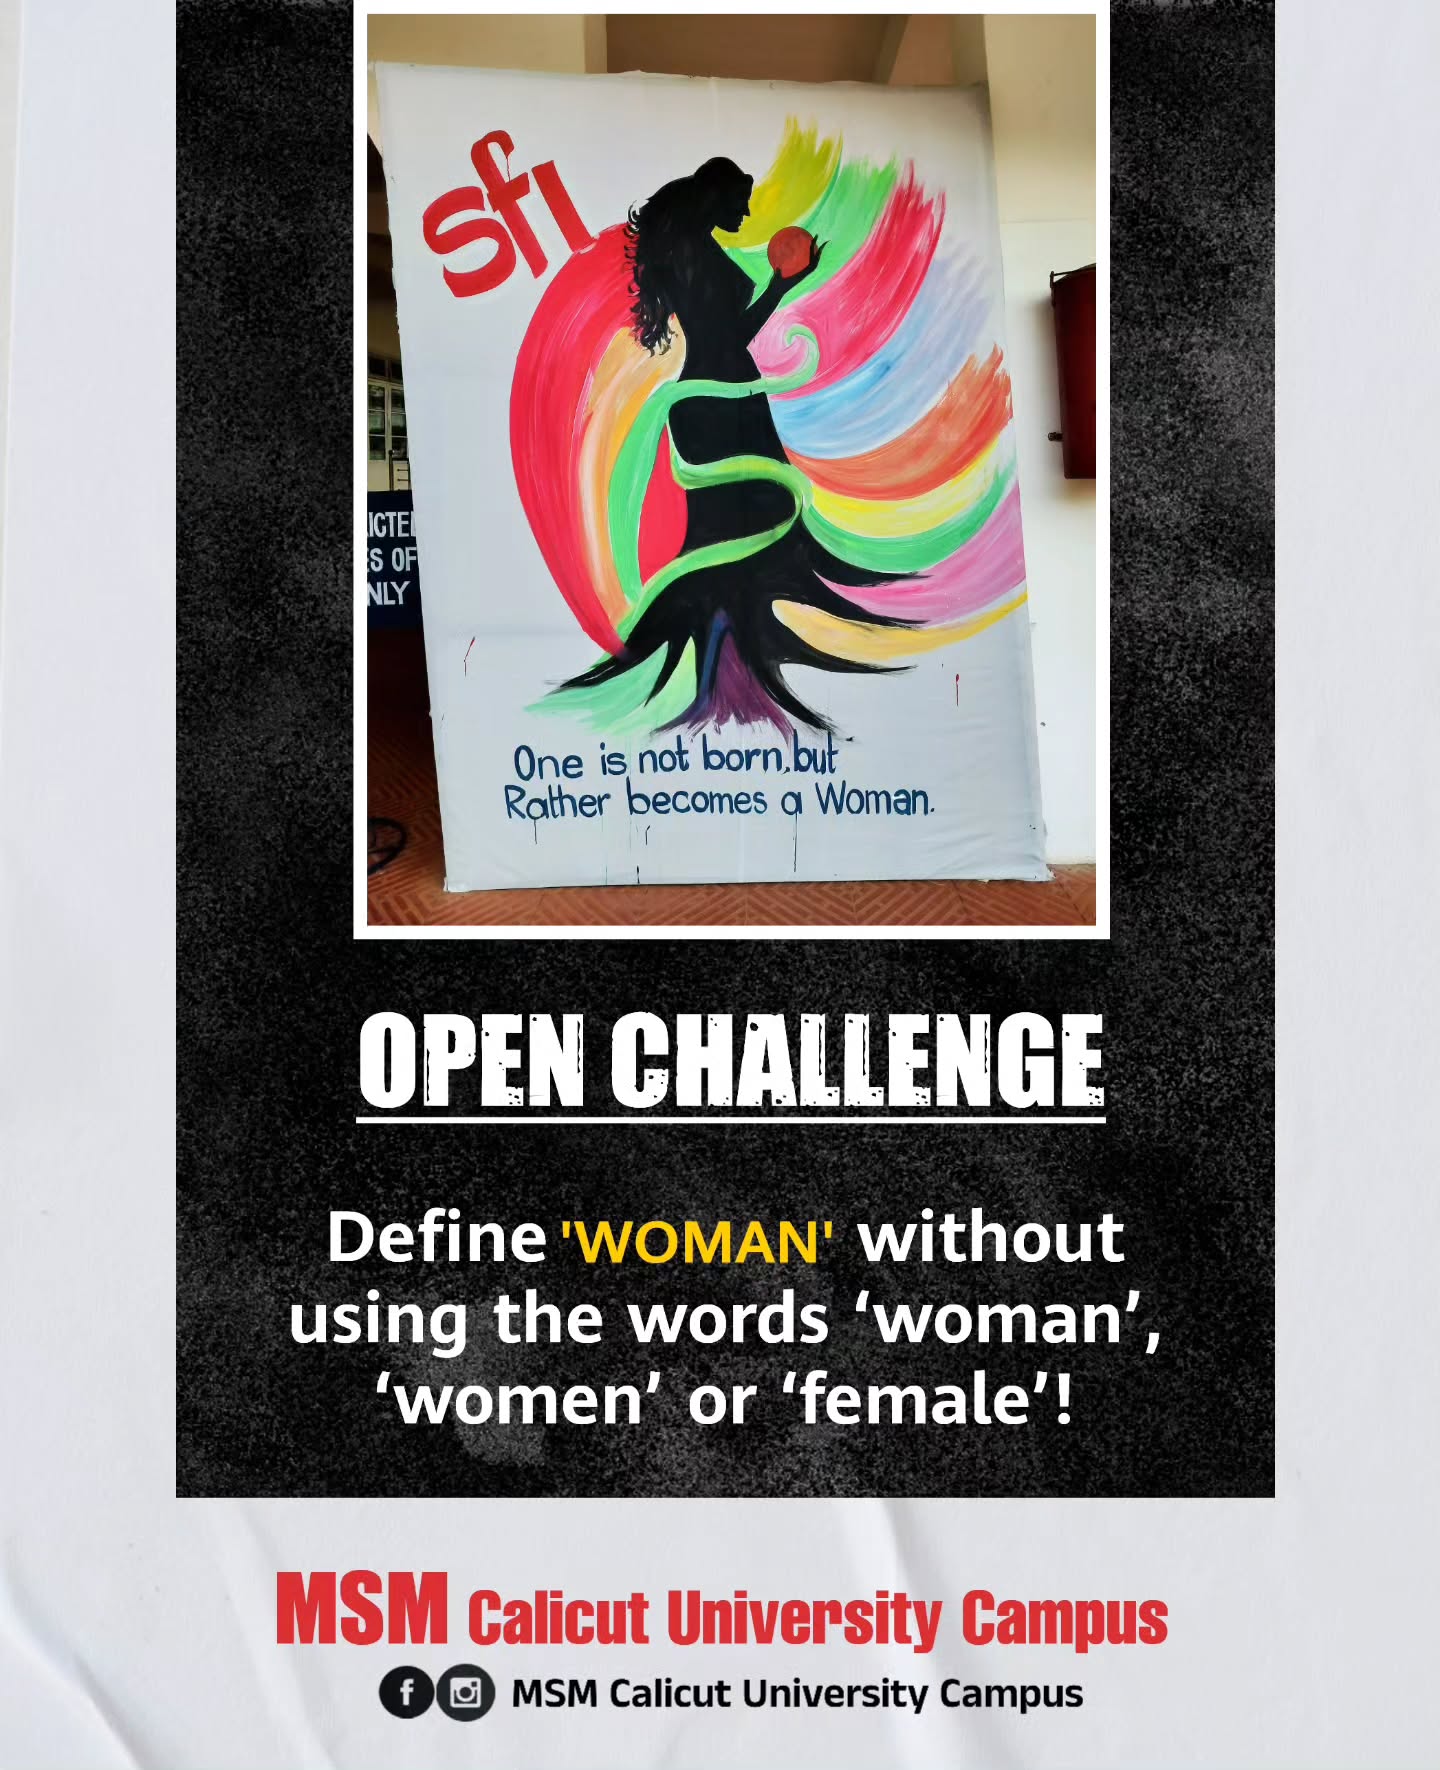 sfi
ICTE
S OF
NLY
One is not born, but
Rather becomes a Woman.
OPEN CHALLENGE
Define 'WOMAN' without
using the words ‘woman’,
‘women’ or ‘female’!
MSM Calicut University Campus
f MSM Calicut University Campus